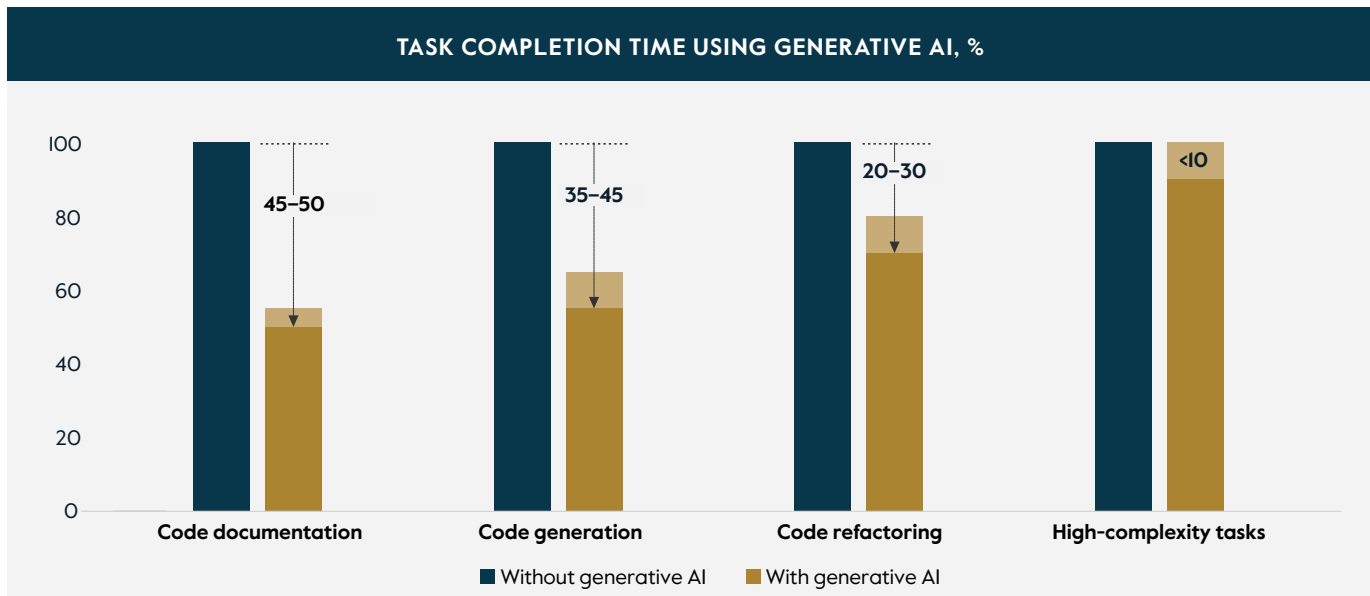 TASK COMPLETION TIME USING GENERATIVE AI, %
100
80
60
40
20
0
45–50
35–45
20–30
<10
Code documentation
Code generation
Code refactoring
High-complexity tasks
Without generative AI
With generative AI